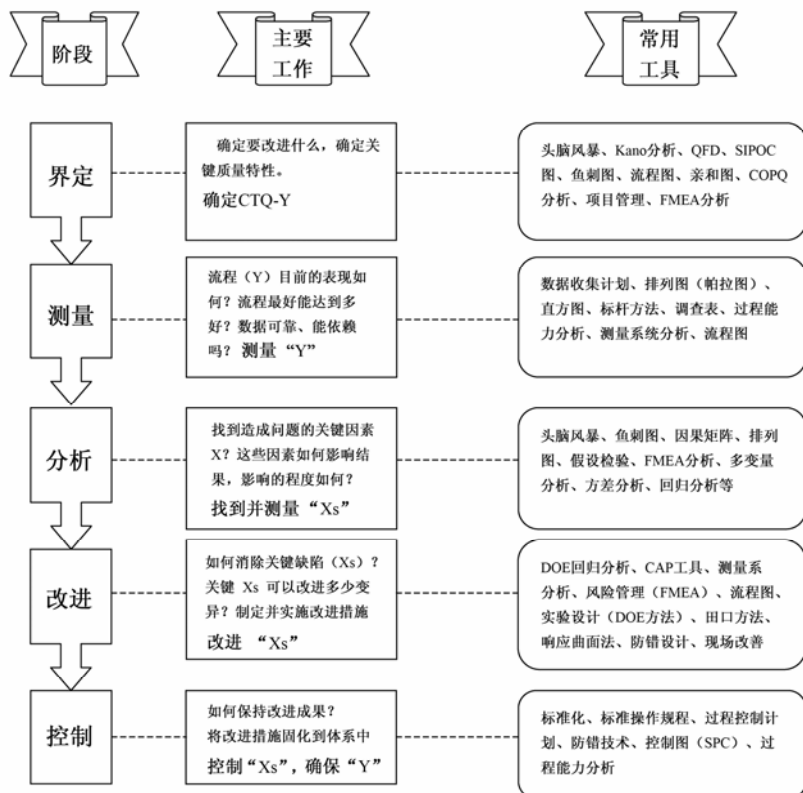 阶段
主要
工作
常用
工具
界定
确定要改进什么，确定关
键质量特性。
确定CTQ-Y
头脑风暴、Kano分析、QFD、SIPOC
图、鱼刺图、流程图、亲和图、COPQ
分析、项目管理、FMEA分析
测量
流程（Y）目前的表现如
何？流程最好能达到多
好？数据可靠、能依赖
吗？测量“Y”
数据收集计划、排列图（帕拉图）、
直方图、标杆方法、调查表、过程能
力分析、测量系统分析、流程图
分析
找到造成问题的关键因素
X？这些因素如何影响结
果，影响的程度如何？
找到并测量“Xs”
头脑风暴、鱼刺图、因果矩阵、排列
图、假设检验、FMEA分析、多变量
分析、方差分析、回归分析等
改进
如何消除关键缺陷（Xs）？
关键 Xs 可以改进多少变
异？制定并实施改进措施
改进 “Xs”
DOE回归分析、CAP工具、测量系
分析、风险管理（FMEA）、流程图、
实验设计（DOE方法）、田口方法、
响应曲面法、防错设计、现场改善
控制
如何保持改进成果？
将改进措施固化到体系中
控制“Xs”，确保“Y”
标准化、标准操作规程、过程控制计
划、防错技术、控制图（SPC）、过
程能力分析